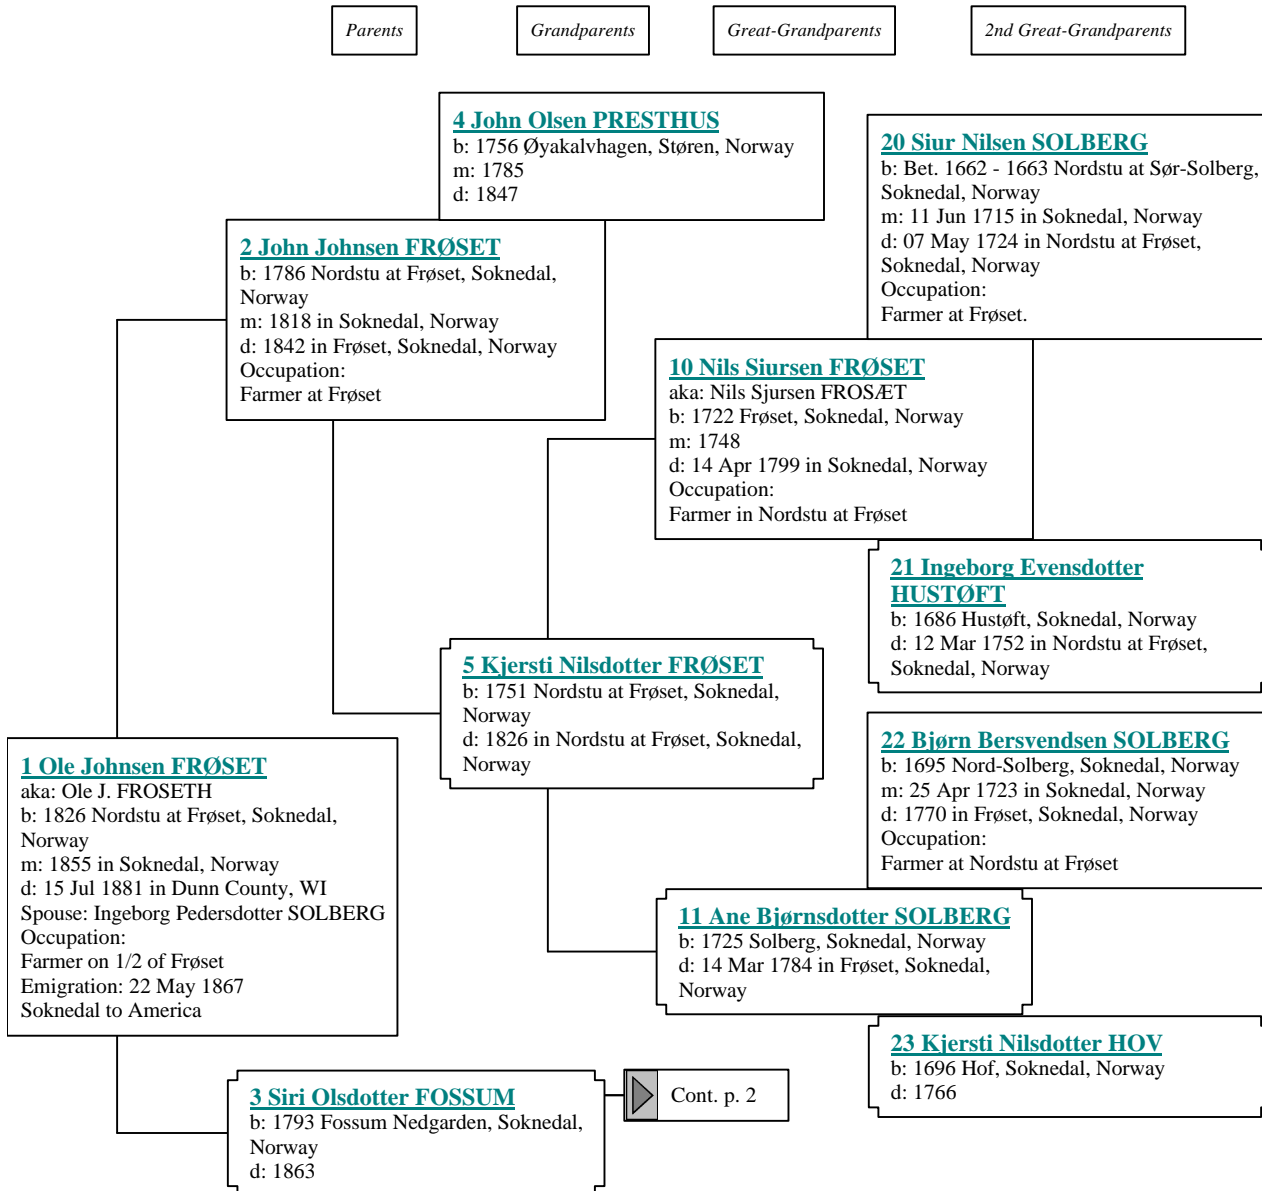 Parents
Grandparents
Great-Grandparents
2nd Great-Grandparents
4 John Olsen PRESTHUS
b: 1756 Øyakalvhagen, Støren, Norway
m: 1785
d: 1847
20 Siur Nilsen SOLBERG
b: Bet. 1662 - 1663 Nordstu at Sør-Solberg,
Soknedal, Norway
m: 11 Jun 1715 in Soknedal, Norway
d: 07 May 1724 in Nordstu at Frøset,
Soknedal, Norway
Occupation:
Farmer at Frøset.
2 John Johnsen FRØSET
b: 1786 Nordstu at Frøset, Soknedal,
Norway
m: 1818 in Soknedal, Norway
d: 1842 in Frøset, Soknedal, Norway
Occupation:
Farmer at Frøset
10 Nils Siursen FRØSET
aka: Nils Sjursen FROSÆT
b: 1722 Frøset, Soknedal, Norway
m: 1748
d: 14 Apr 1799 in Soknedal, Norway
Occupation:
Farmer in Nordstu at Frøset
21 Ingeborg Evensdotter
HUSTØFT
b: 1686 Hustøft, Soknedal, Norway
d: 12 Mar 1752 in Nordstu at Frøset,
Soknedal, Norway
5 Kjersti Nilsdotter FRØSET
b: 1751 Nordstu at Frøset, Soknedal,
Norway
d: 1826 in Nordstu at Frøset, Soknedal,
Norway
22 Bjørn Bersvendsen SOLBERG
b: 1695 Nord-Solberg, Soknedal, Norway
m: 25 Apr 1723 in Soknedal, Norway
d: 1770 in Frøset, Soknedal, Norway
Occupation:
Farmer at Nordstu at Frøset
1 Ole Johnsen FRØSET
aka: Ole J. FROSETH
b: 1826 Nordstu at Frøset, Soknedal,
Norway
m: 1855 in Soknedal, Norway
d: 15 Jul 1881 in Dunn County, WI
Spouse: Ingeborg Pedersdotter SOLBERG
Occupation:
Farmer on 1/2 of Frøset
Emigration: 22 May 1867
Soknedal to America
11 Ane Bjørnsdotter SOLBERG
b: 1725 Solberg, Soknedal, Norway
d: 14 Mar 1784 in Frøset, Soknedal,
Norway
23 Kjersti Nilsdotter HOV
b: 1696 Hof, Soknedal, Norway
d: 1766
3 Siri Olsdotter FOSSUM
b: 1793 Fossum Nedgarden, Soknedal,
Norway
d: 1863
Cont. p. 2